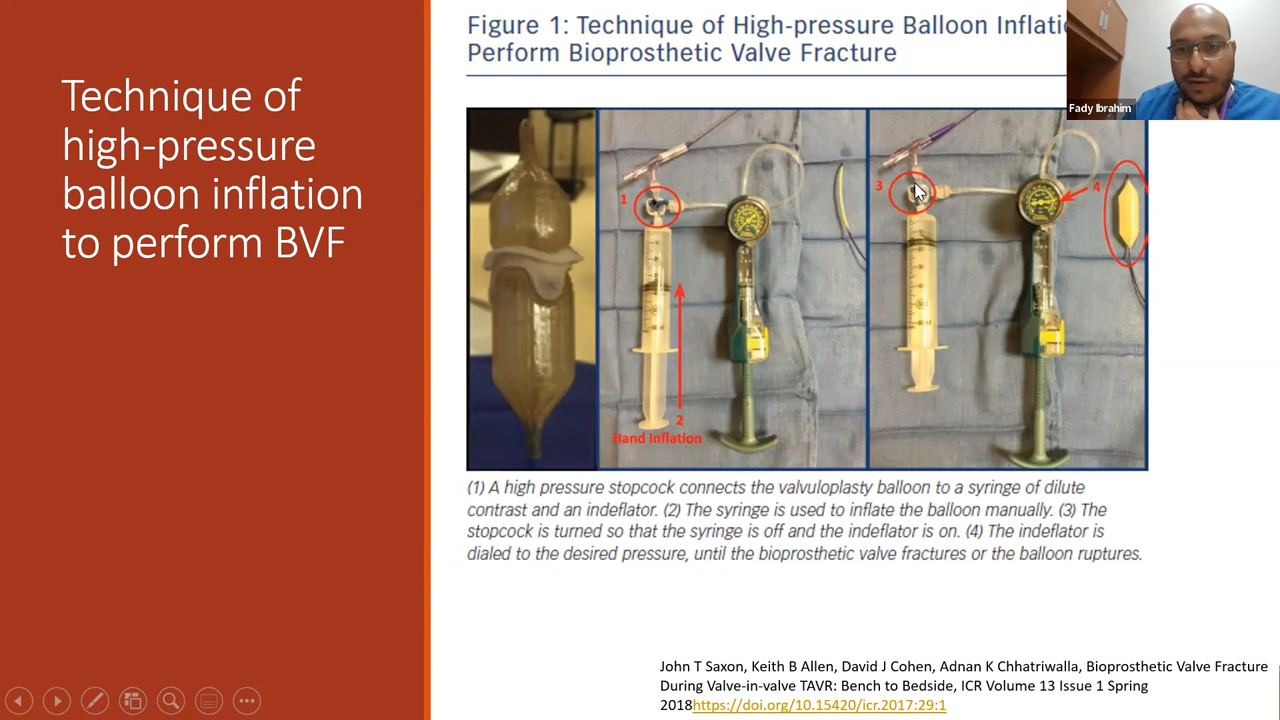 Technique of
high-pressure
balloon inflation
to perform BVF
Figure 1: Technique of High-pressure Balloon
Perform Bioprosthetic Valve Fracture
Fady Ibrahim
1
2
Hand Inflation
3
4
(1) A high pressure stopcock connects the valvuloplasty balloon to a syringe of dilute
contrast and an indeflator. (2) The syringe is used to inflate the balloon manually. (3) The
stopcock is turned so that the syringe is off and the indeflator is on. (4) The indeflator is
dialed to the desired pressure, until the bioprosthetic valve fractures or the balloon ruptures.
John T Saxon, Keith B Allen, David J Cohen, Adnan K Chhatriwalla, Bioprosthetic Valve Fracture
During Valve-in-valve TAVR: Bench to Bedside, ICR Volume 13 Issue 1 Spring
2018https://doi.org/10.15420/icr.2017:29:1